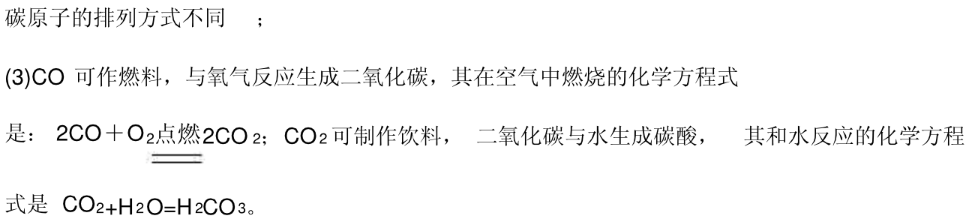 碳原子的排列方式不同 ;
(3)CO 可作燃料，与氧气反应生成二氧化碳，其在空气中燃烧的化学方程式
是： 2CO＋O₂点燃2CO₂; CO₂可制作饮料， 二氧化碳与水生成碳酸， 其和水反应的化学方程
式是 CO₂+H₂O=H₂CO₃。